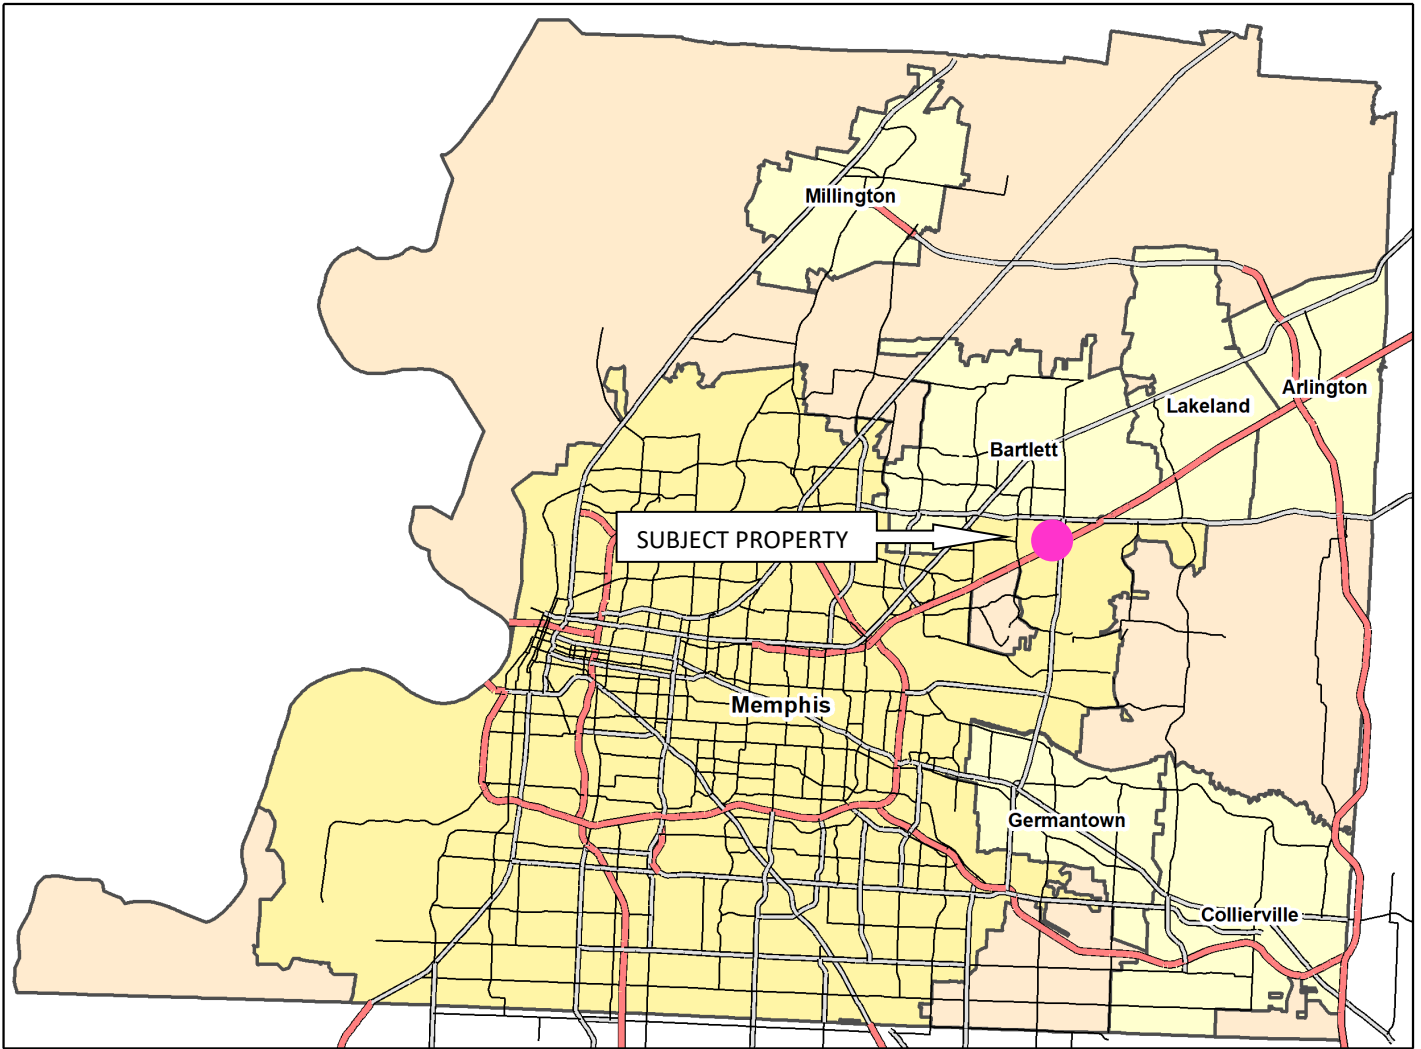 Millington
Arlington
Lakeland
Bartlett
SUBJECT PROPERTY
Memphis
Germantown
Collierville